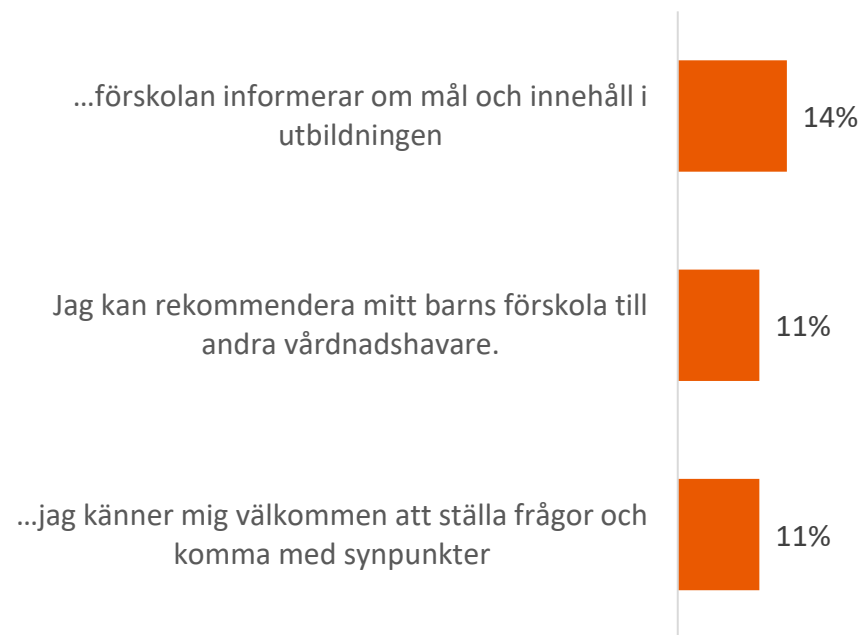 ...förskolan informerar om mål och innehåll i
utbildningen
14%
Jag kan rekommendera mitt barns förskola till
andra vårdnadshavare.
11%
...jag känner mig välkommen att ställa frågor och
komma med synpunkter
11%